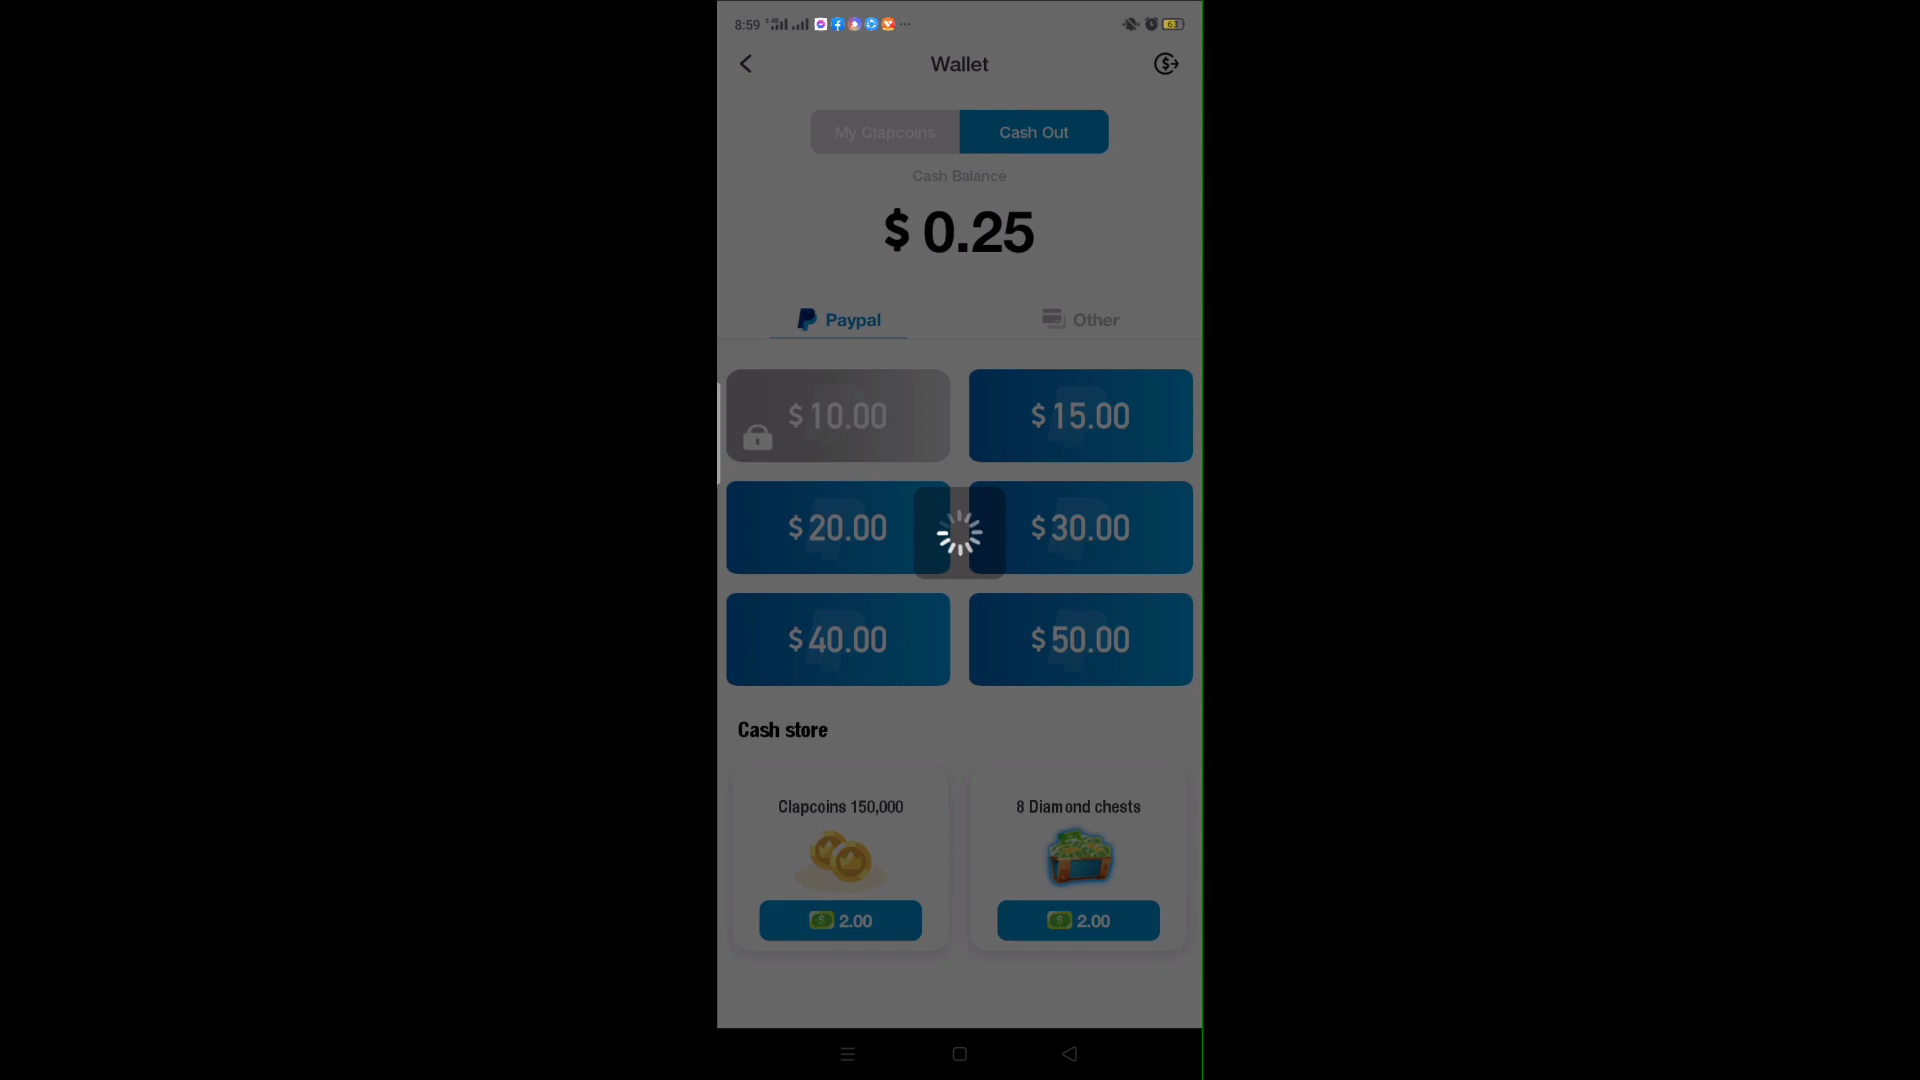 8:59
63
Wallet
My Clapcoins Cash Out
Cash Balance
$ 0.25
Paypal Other
$ 10.00 $ 15.00
$ 20.00 $ 30.00
$ 40.00 $ 50.00
Cash store
Clapcoins 150,000 8 Diamond chests
2.00 2.00